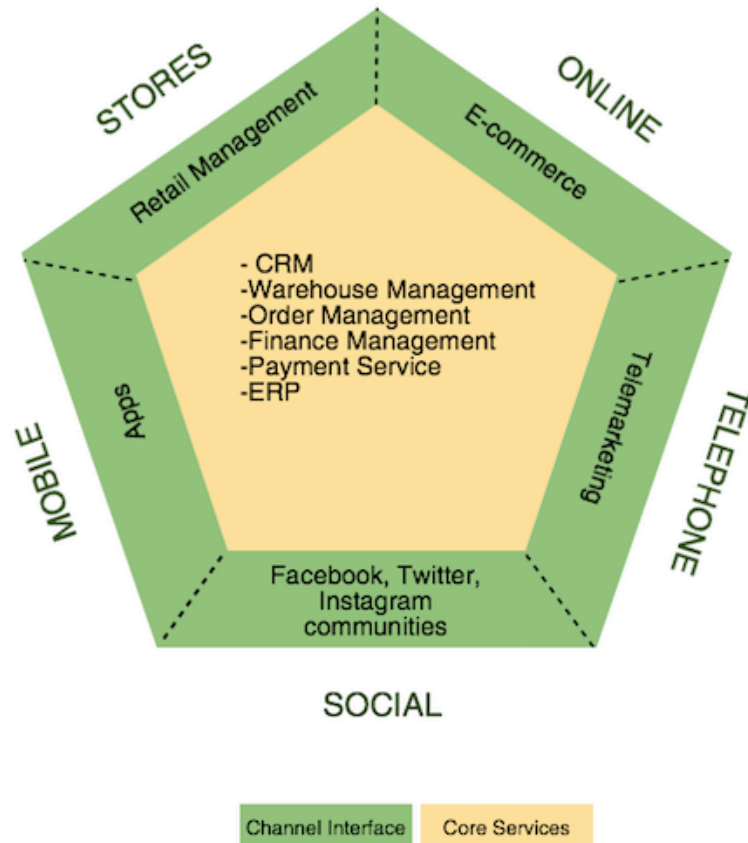 STORES
ONLINE
Retail Management
E-commerce
- CRM
-Warehouse Management
-Order Management
-Finance Management
-Payment Service
-ERP
Apps
Telemarketing
MOBILE
TELEPHONE
Facebook, Twitter,
Instagram
communities
SOCIAL
Channel Interface
Core Services